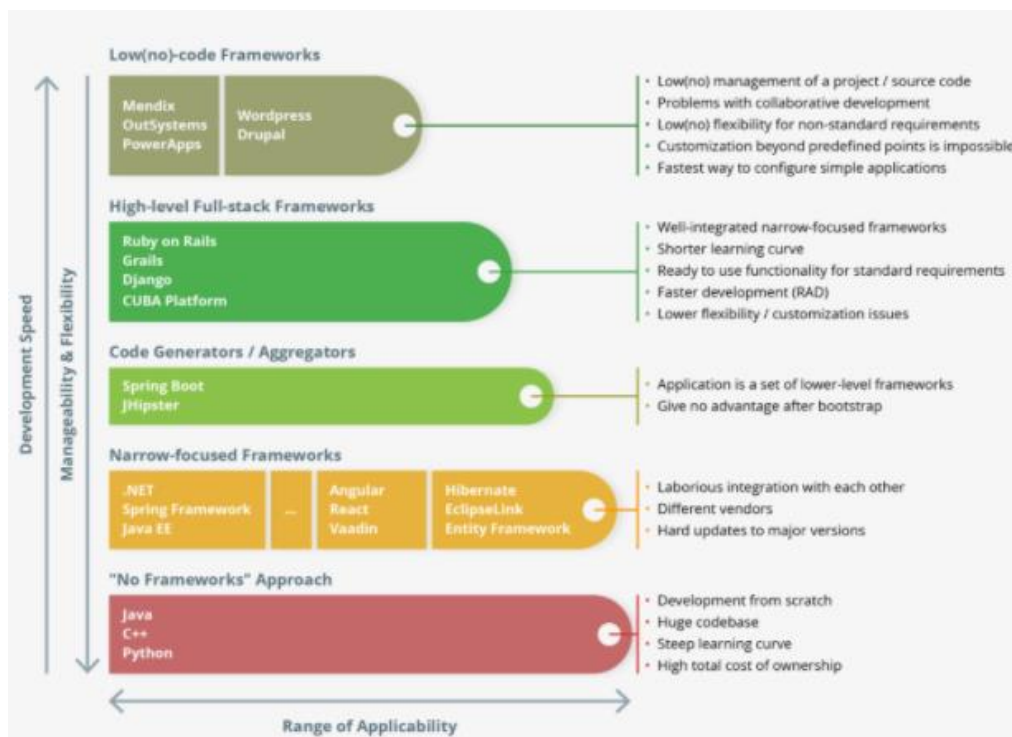 Low(no)-code Frameworks
Mendix
OutSystems
PowerApps
Wordpress
Drupal
• Low(no) management of a project / source code
• Problems with collaborative development
• Low(no) flexibility for non-standard requirements
• Customization beyond predefined points is impossible
• Fastest way to configure simple applications
High-level Full-stack Frameworks
Ruby on Rails
Grails
Django
CUBA Platform
• Well-integrated narrow-focused frameworks
• Shorter learning curve
• Ready to use functionality for standard requirements
• Faster development (RAD)
• Lower flexibility / customization issues
Code Generators / Aggregators
Spring Boot
JHipster
• Application is a set of lower-level frameworks
• Give no advantage after bootstrap
Narrow-focused Frameworks
.NET
Spring Framework
Java EE
...
Angular
React
Vaadin
Hibernate
EclipseLink
Entity Framework
• Laborious integration with each other
• Different vendors
• Hard updates to major versions
"No Frameworks" Approach
Java
C++
Python
• Development from scratch
• Huge codebase
• Steep learning curve
• High total cost of ownership
Development Speed
Manageability & Flexibility
Range of Applicability